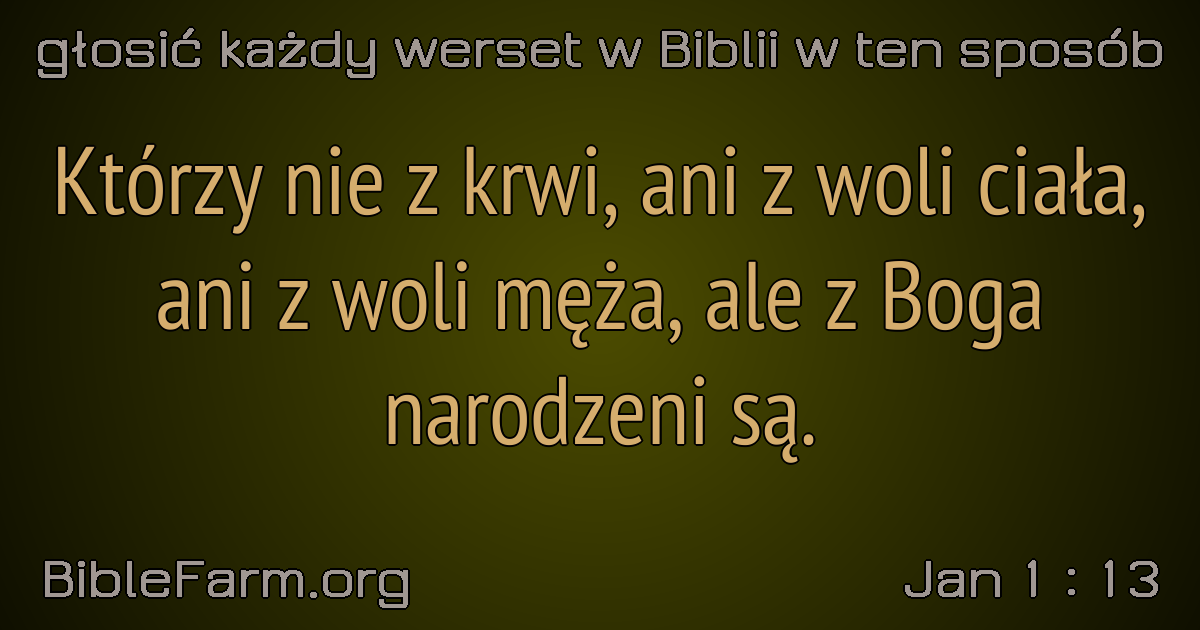 głosić każdy werset w Biblii w ten sposób
Którzy nie z krwi, ani z woli ciała,
ani z woli męża, ale z Boga
narodzeni są.
BibleFarm.org
Jan 1 : 13